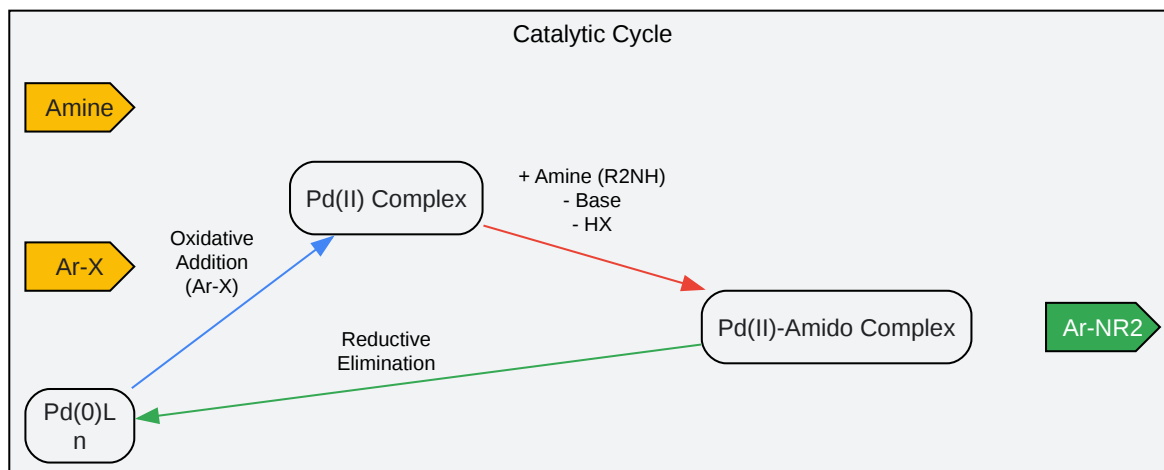 Catalytic Cycle
Amine
Pd(II) Complex
+ Amine (R2NH)
- Base
- HX
Ar-X
Oxidative
Addition
(Ar-X)
Pd(II)-Amido Complex
Ar-NR2
Reductive
Elimination
Pd(0)L
n